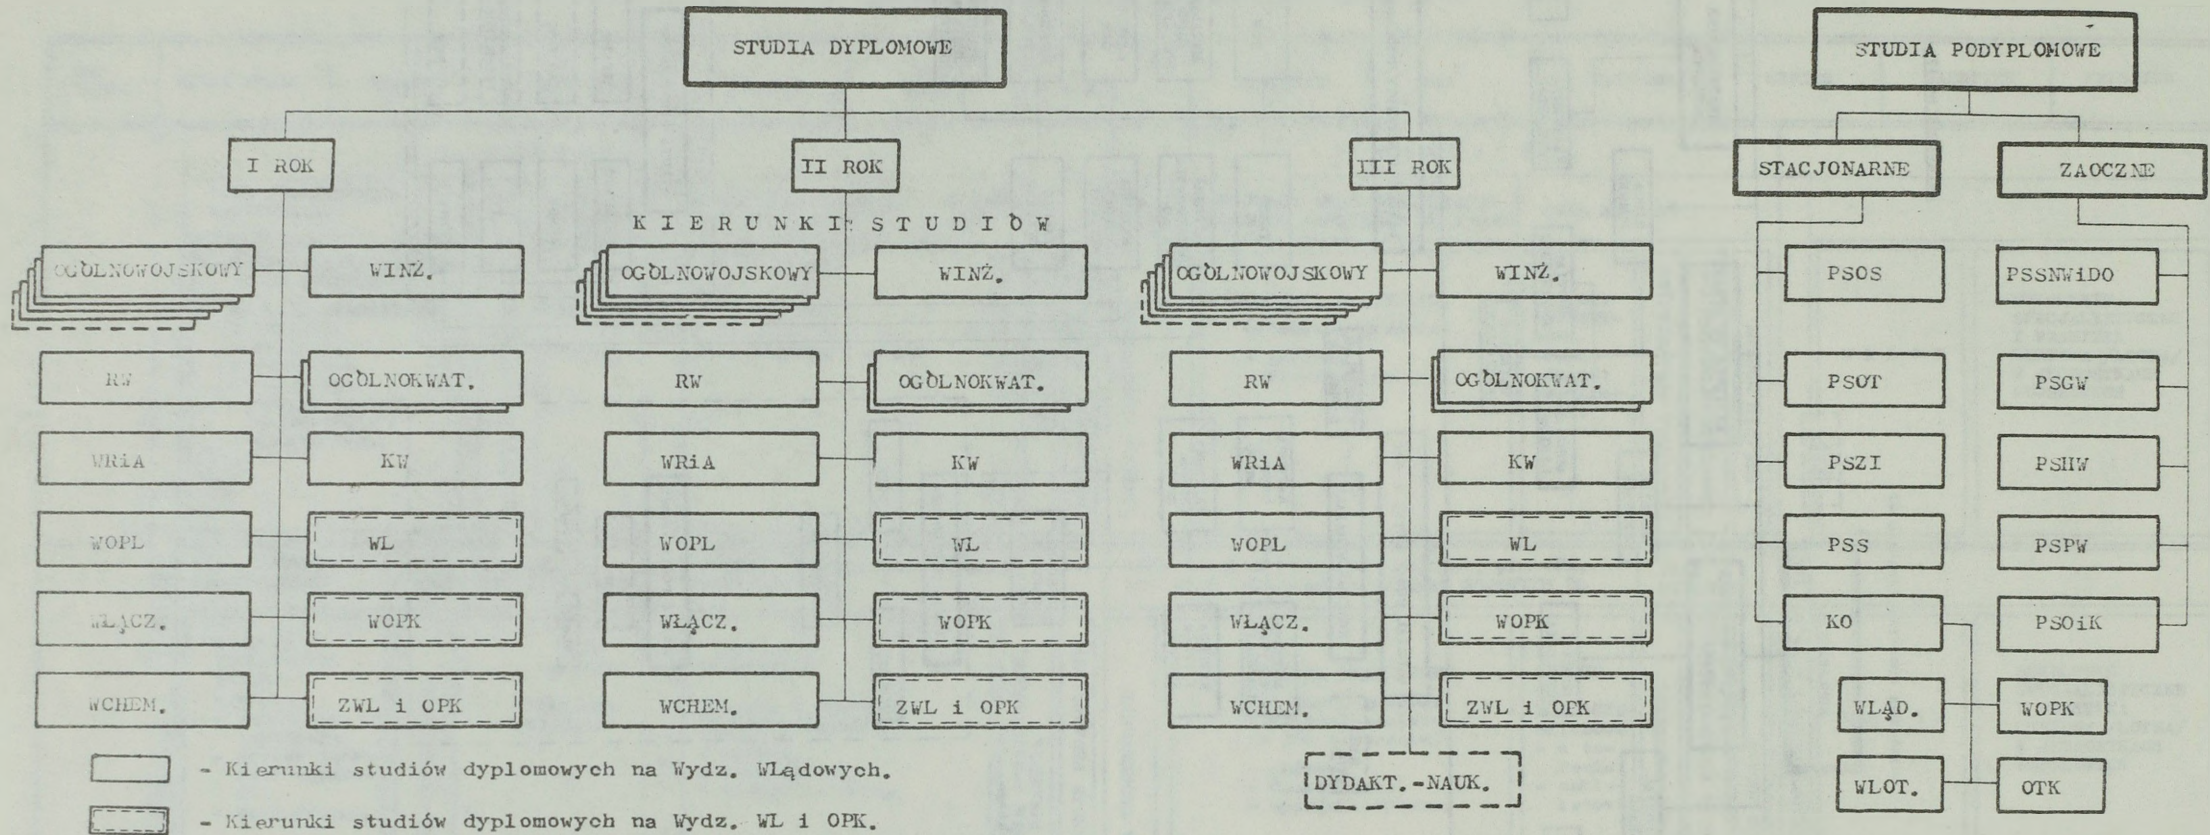 STUDIA DYPLOMOWE
STUDIA PODYPLOMOWE
I ROK
II ROK
III ROK
STACJONARNE
ZAOCZNE
KIERUNKI STUDIÓW
OGÓLNOWOJSKOWY
WINŻ.
OGÓLNOWOJSKOWY
WINŻ.
OGÓLNOWOJSKOWY
WINŻ.
PSOS
PSSNWiDO
RW
OGÓLNOKWAT.
RW
OGÓLNOKWAT.
RW
OGÓLNOKWAT.
PSOT
PSGW
WRiA
KW
WRiA
KW
WRiA
KW
PSZI
PSHW
WOPL
WL
WOPL
WL
WOPL
WL
PSS
PSPW
WŁĄCZ.
WOPK
WŁĄCZ.
WOPK
WŁĄCZ.
WOPK
KO
PSOiK
WCHEM.
ZWL i OPK
WCHEM.
ZWL i OPK
WCHEM.
ZWL i OPK
WLĄD.
WOPK
- Kierunki studiów dyplomowych na Wydz. WLądowych.
DYDAKT.-NAUK.
WLOT.
OTK
- Kierunki studiów dyplomowych na Wydz. WL i OPK.